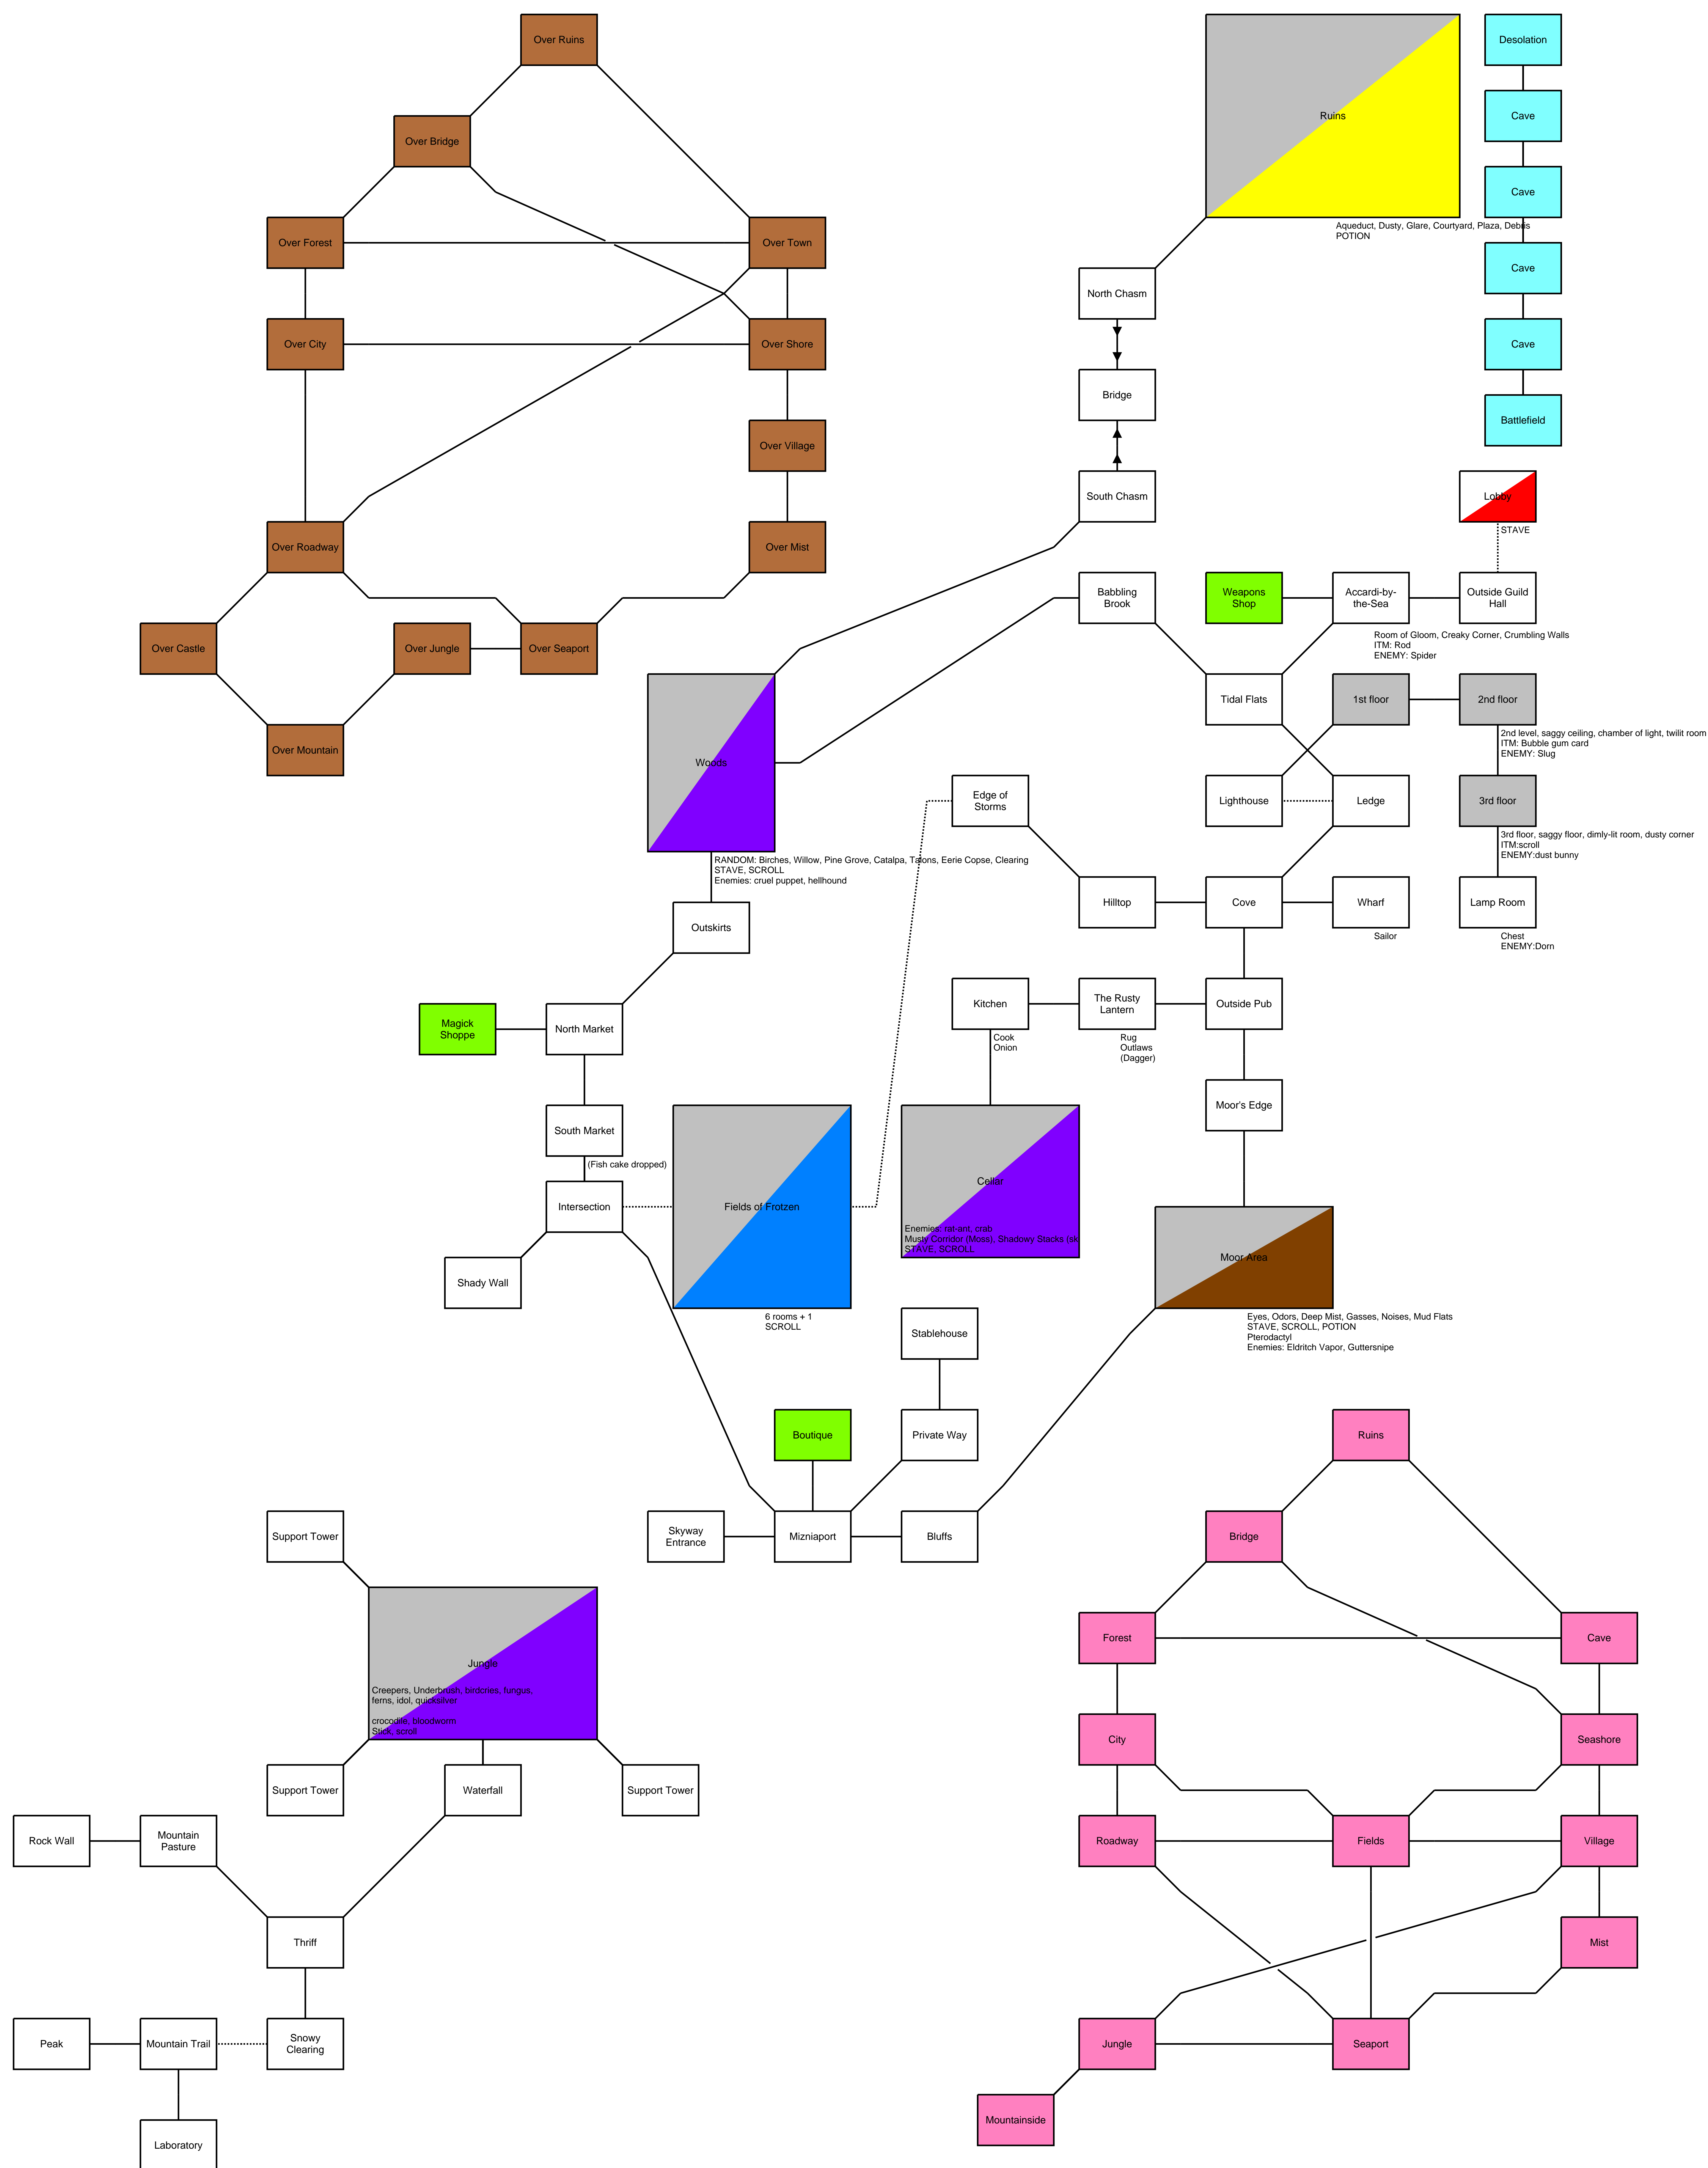 Over Ruins
Desolation
Ruins
Cave
Over Bridge
Cave
Aqueduct, Dusty, Glare, Courtyard, Plaza, Debris
POTION
Over Forest
Over Town
Cave
North Chasm
Over City
Over Shore
Cave
Bridge
Battlefield
Over Village
South Chasm
Lobby
STAVE
Over Roadway
Over Mist
Babbling
Brook
Weapons
Shop
Accardi-by-
the-Sea
Outside Guild
Hall
Room of Gloom, Creaky Corner, Crumbling Walls
ITM: Rod
ENEMY: Spider
Over Castle
Over Jungle
Over Seaport
Tidal Flats
1st floor
2nd floor
2nd level, saggy ceiling, chamber of light, twilit room
ITM: Bubble gum card
ENEMY: Slug
Over Mountain
Woods
Edge of
Storms
Lighthouse
Ledge
3rd floor
3rd floor, saggy floor, dimly-lit room, dusty corner
ITM:scroll
ENEMY:dust bunny
RANDOM: Birches, Willow, Pine Grove, Catalpa, Talons, Eerie Copse, Clearing
STAVE, SCROLL
Enemies: cruel puppet, hellhound
Hilltop
Cove
Wharf
Lamp Room
Sailor
Chest
ENEMY:Dorn
Outskirts
Magick
Shoppe
North Market
Kitchen
The Rusty
Lantern
Outside Pub
Cook
Onion
Rug
Outlaws
(Dagger)
Moor's Edge
South Market
(Fish cake dropped)
Intersection
Fields of Frotzen
Cellar
Enemies: rat-ant, crab
Musty Corridor (Moss), Shadowy Stacks (sk
STAVE, SCROLL
Moor Area
Shady Wall
6 rooms + 1
SCROLL
Eyes, Odors, Deep Mist, Gasses, Noises, Mud Flats
STAVE, SCROLL, POTION
Pterodactyl
Enemies: Eldritch Vapor, Guttersnipe
Stablehouse
Boutique
Private Way
Ruins
Support Tower
Skyway
Entrance
Mizniaport
Bluffs
Bridge
Jungle
Creepers, Underbrush, birdcries, fungus,
ferns, idol, quicksilver
crocodile, bloodworm
Stick, scroll
Forest
Cave
City
Seashore
Support Tower
Waterfall
Support Tower
Rock Wall
Mountain
Pasture
Roadway
Fields
Village
Thriff
Mist
Peak
Mountain Trail
Snowy
Clearing
Jungle
Seaport
Mountainside
Laboratory